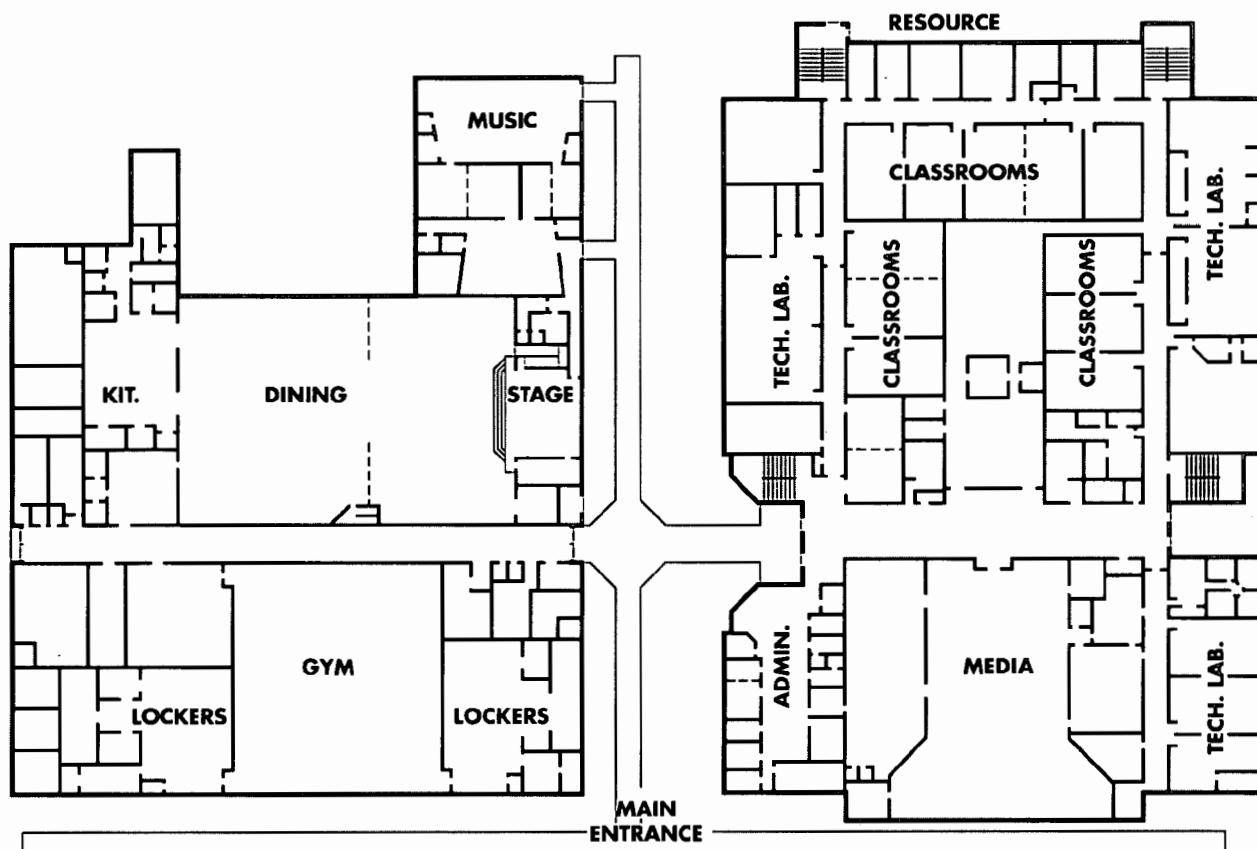 RESOURCE
MUSIC
CLASSROOMS
TECH. LAB.
TECH. LAB.
CLASSROOMS
CLASSROOMS
KIT.
DINING
STAGE
GYM
ADMIN.
MEDIA
LOCKERS
LOCKERS
TECH. LAB.
MAIN
ENTRANCE